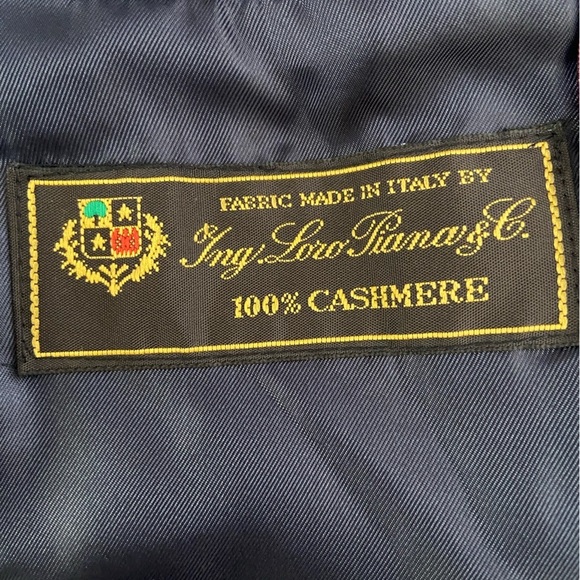 FABRIC MADE IN ITALY BY
Ing. Loro Piana & C.
100% CASHMERE